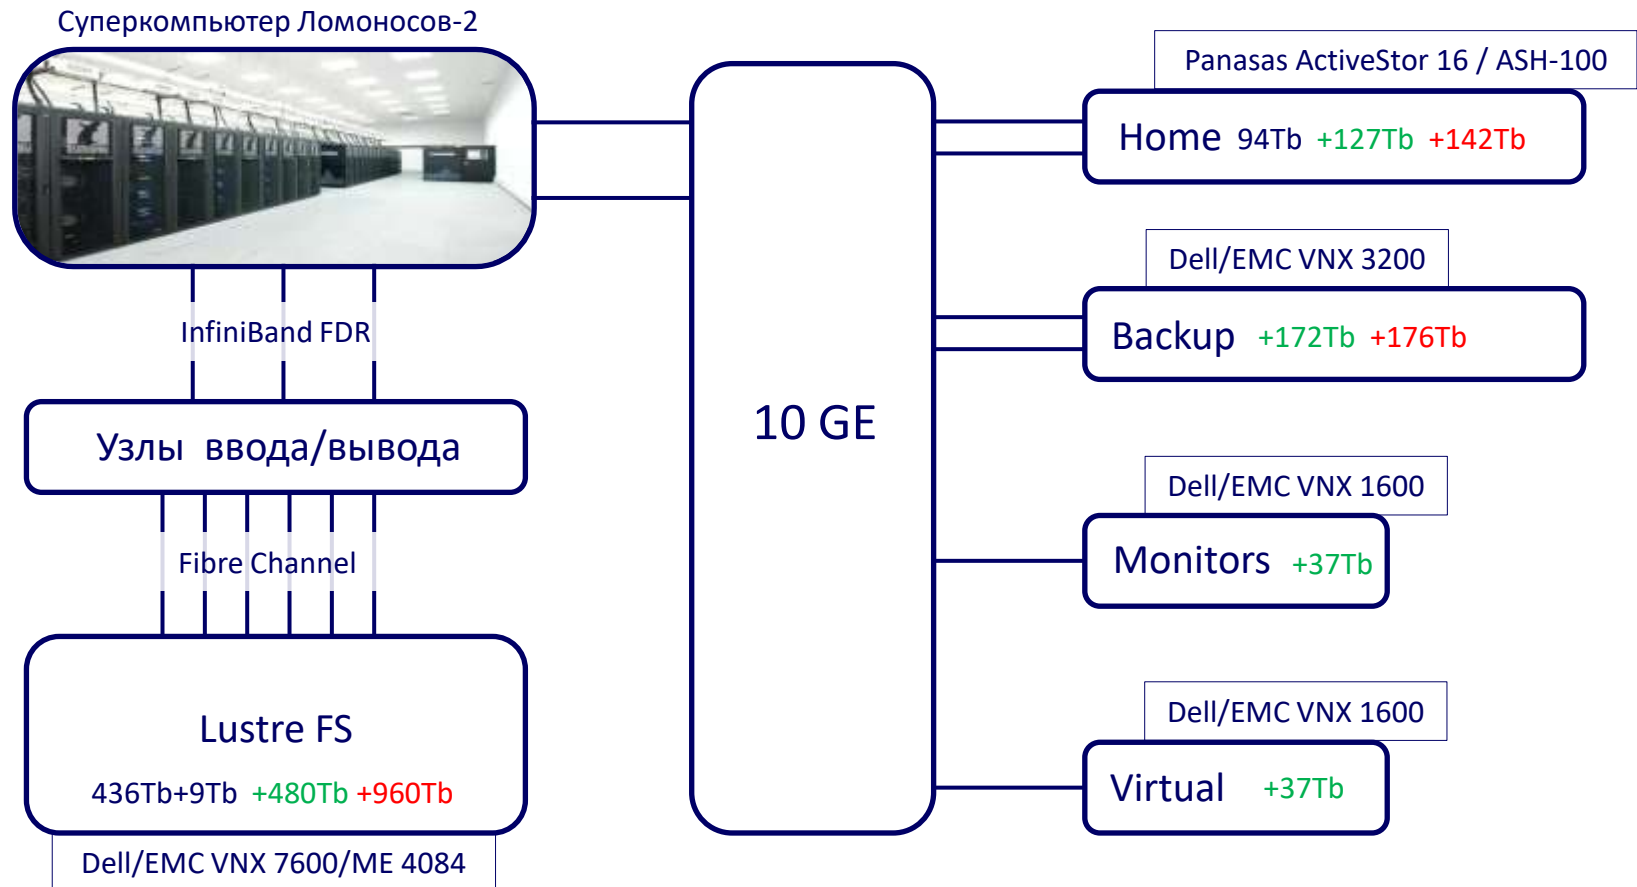 Суперкомпьютер Ломоносов-2
InfiniBand FDR
Узлы ввода/вывода
Fibre Channel
Lustre FS
436Tb+9Tb +480Tb +960Tb
Dell/EMC VNX 7600/ME 4084
10 GE
Panasas ActiveStor 16 / ASH-100
Home 94Tb +127Tb +142Tb
Dell/EMC VNX 3200
Backup +172Tb +176Tb
Dell/EMC VNX 1600
Monitors +37Tb
Dell/EMC VNX 1600
Virtual +37Tb